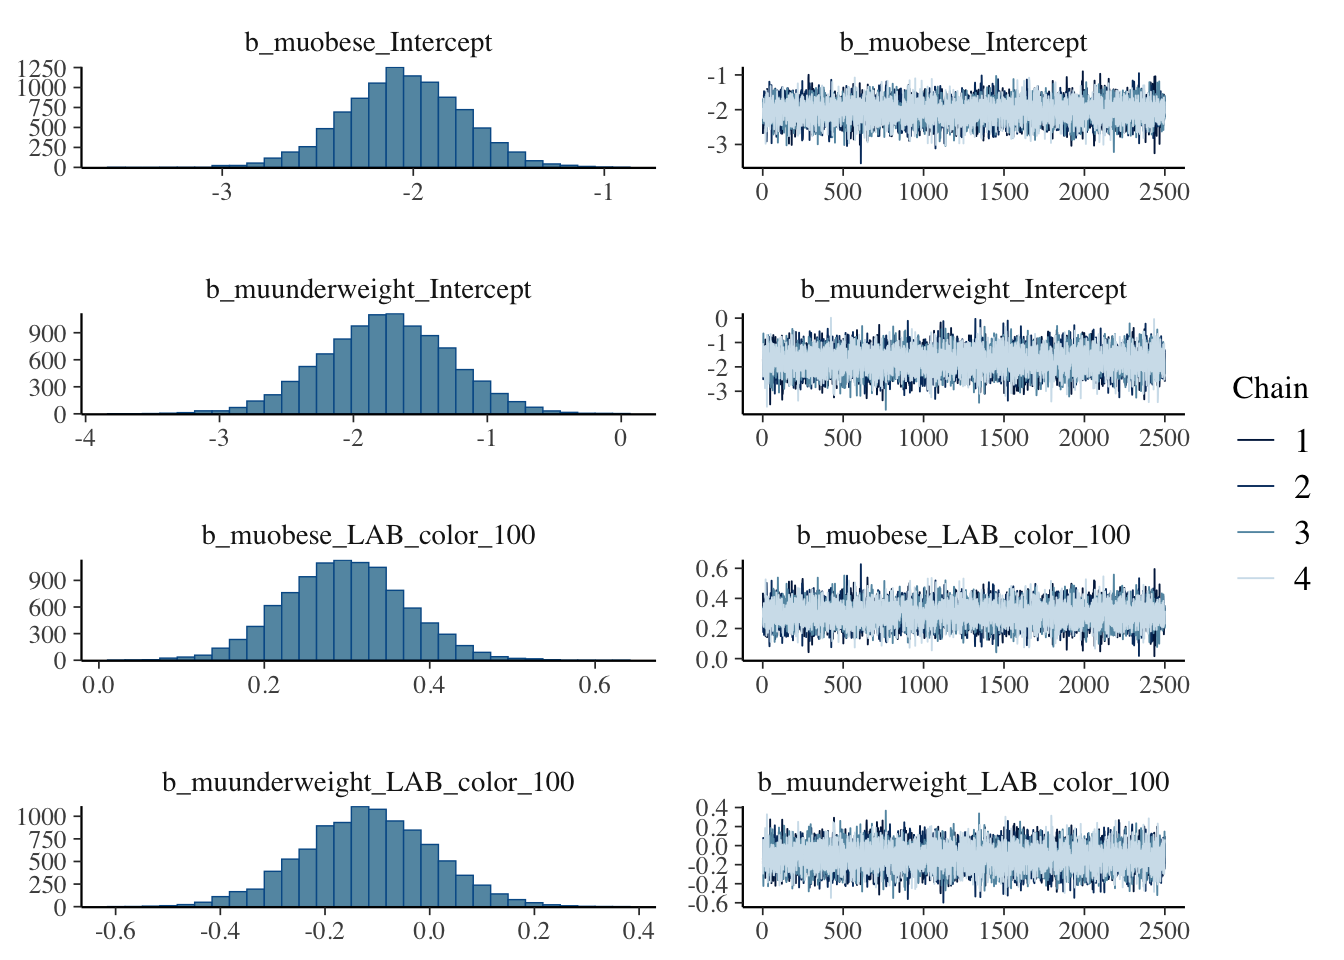 b_muobese_Intercept
1250
1000
750
500
250
0
-3 -2 -1
b_muobese_Intercept
-1
-2
-3
0 500 1000 1500 2000 2500
b_muunderweight_Intercept
900
600
300
0
-4 -3 -2 -1 0
b_muunderweight_Intercept
0
-1
-2
-3
0 500 1000 1500 2000 2500
b_muobese_LAB_color_100
900
600
300
0
0.0 0.2 0.4 0.6
b_muobese_LAB_color_100
0.6
0.4
0.2
0.0
0 500 1000 1500 2000 2500
b_muunderweight_LAB_color_100
1000
750
500
250
0
-0.6 -0.4 -0.2 0.0 0.2 0.4
b_muunderweight_LAB_color_100
0.4
0.2
0.0
-0.2
-0.4
-0.6
0 500 1000 1500 2000 2500
Chain
1
2
3
4